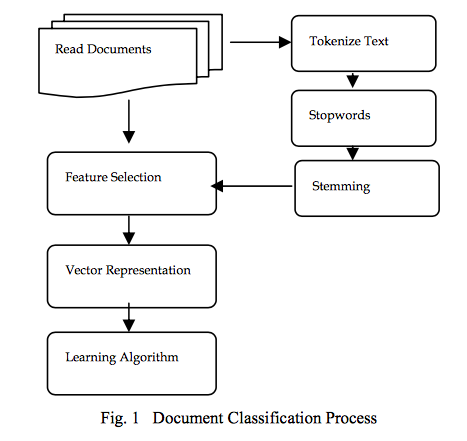 Read Documents
Tokenize Text
Stopwords
Stemming
Feature Selection
Vector Representation
Learning Algorithm
Fig. 1 Document Classification Process